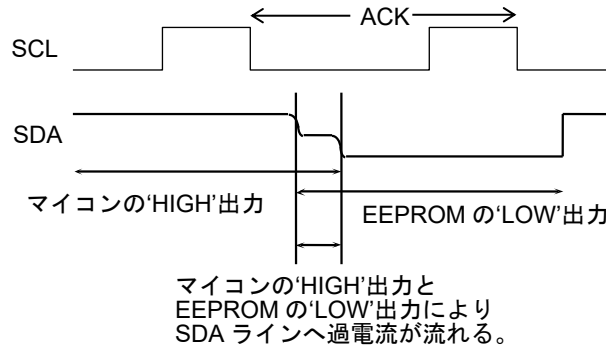 ACK
SCL
SDA
マイコンの‘HIGH’出力
EEPROM の‘LOW’出力
マイコンの‘HIGH’出力と
EEPROM の‘LOW’出力により
SDA ラインへ過電流が流れる。